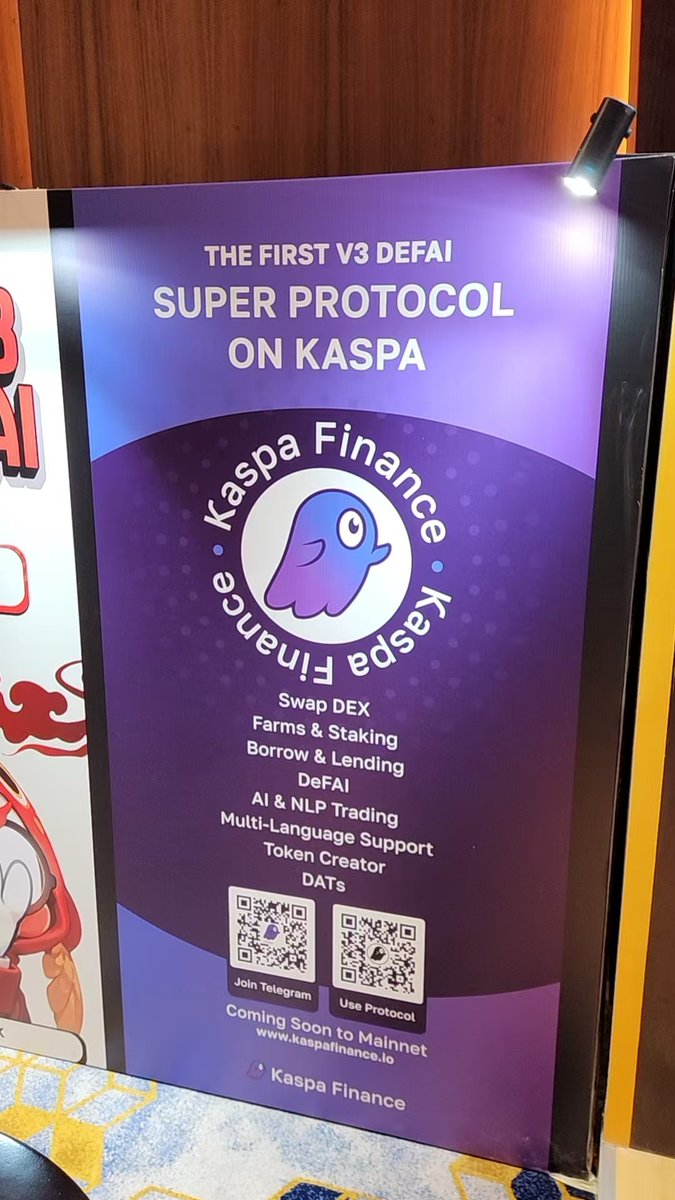 THE FIRST V3 DEFAI
SUPER PROTOCOL
ON KASPA
Kaspa Finance • Kaspa Finance •
Swap DEX
Farms & Staking
Borrow & Lending
DeFAI
AI & NLP Trading
Multi-Language Support
Token Creator
DATs
Join Telegram
Use Protocol
Coming Soon to Mainnet
www.kaspafinance.io
Kaspa Finance